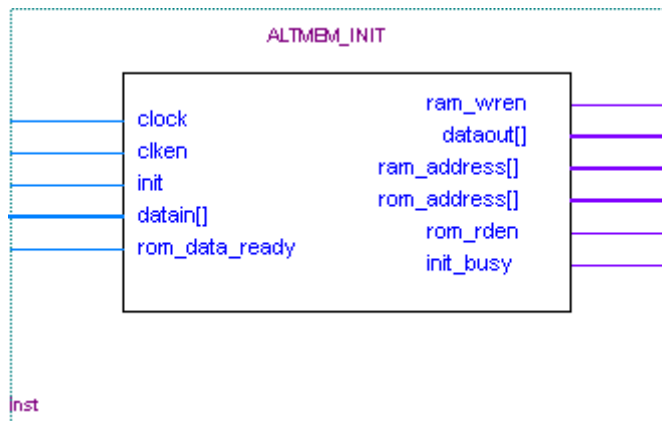 ALTMEM_INIT
clock
clken
init
datain[]
rom_data_ready
ram_wren
dataout[]
ram_address[]
rom_address[]
rom_rden
init_busy
inst